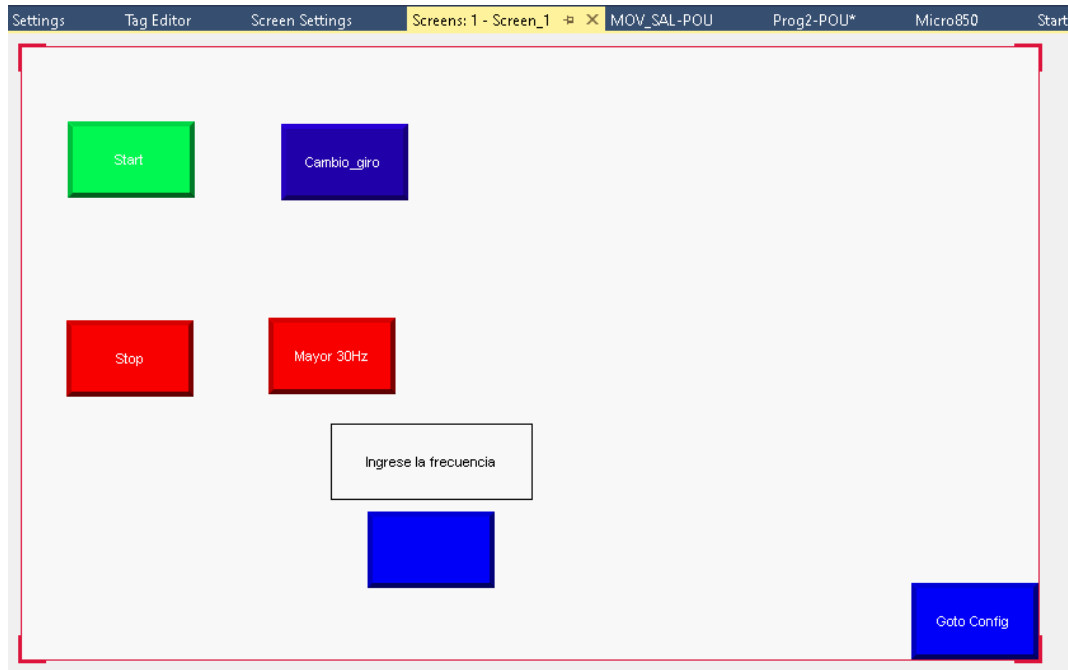 Settings Tag Editor Screen Settings Screens: 1 - Screen_1 MOV_SAL-POU Prog2-POU* Micro850 Start
Start Cambio_giro
Stop Mayor 30Hz
Ingrese la frecuencia
Goto Config